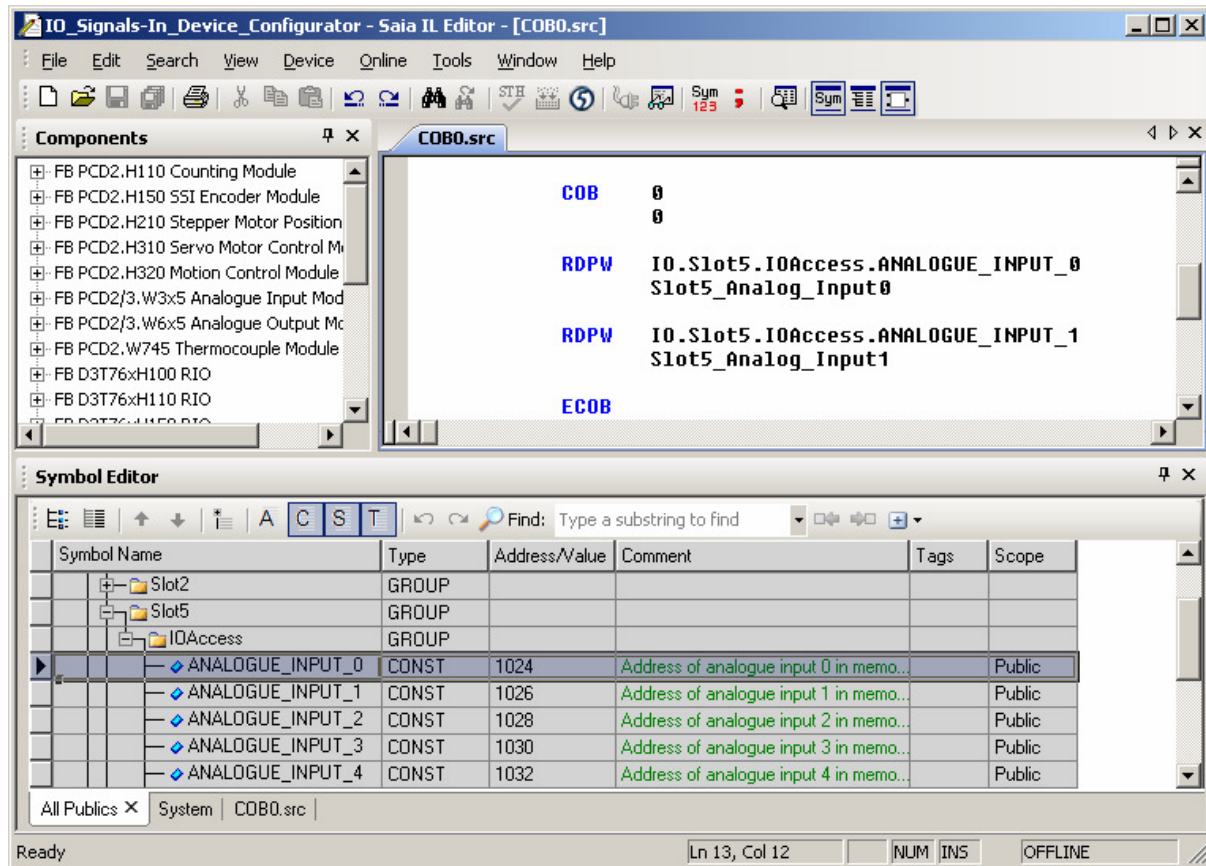 IO_Signals-In_Device_Configurator - Saia IL Editor - [COB0.src]
File Edit Search View Device Online Tools Window Help
STH Sym 123 ; Sym
Components
FB PCD2.H110 Counting Module
FB PCD2.H150 SSI Encoder Module
FB PCD2.H210 Stepper Motor Position
FB PCD2.H310 Servo Motor Control M
FB PCD2.H320 Motion Control Module
FB PCD2/3.W3x5 Analogue Input Mod
FB PCD2/3.W6x5 Analogue Output Mo
FB PCD2.W745 Thermocouple Module
FB D3T76xH100 RIO
FB D3T76xH110 RIO
COB0.src
COB 0
0
RDPW IO.Slot5.IOAccess.ANALOGUE_INPUT_0
Slot5_Analog_Input0
RDPW IO.Slot5.IOAccess.ANALOGUE_INPUT_1
Slot5_Analog_Input1
ECOB
Symbol Editor
A C S T Find: Type a substring to find
Symbol Name Type Address/Value Comment Tags Scope
Slot2 GROUP
Slot5 GROUP
IOAccess GROUP
ANALOGUE_INPUT_0 CONST 1024 Address of analogue input 0 in memo... Public
ANALOGUE_INPUT_1 CONST 1026 Address of analogue input 1 in memo... Public
ANALOGUE_INPUT_2 CONST 1028 Address of analogue input 2 in memo... Public
ANALOGUE_INPUT_3 CONST 1030 Address of analogue input 3 in memo... Public
ANALOGUE_INPUT_4 CONST 1032 Address of analogue input 4 in memo... Public
All Publics System COB0.src
Ready Ln 13, Col 12 NUM INS OFFLINE